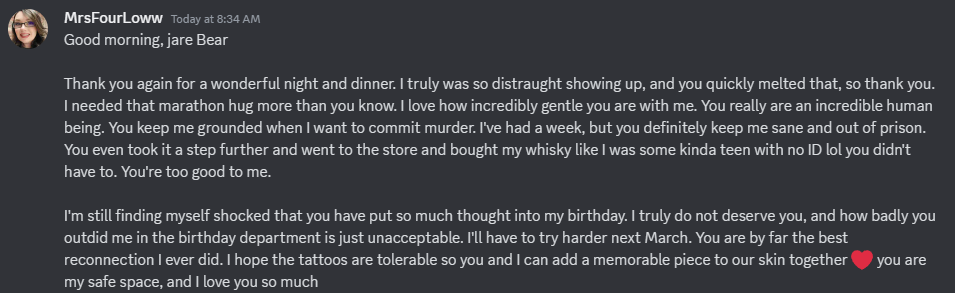 MrsFourLoww Today at 8:34 AM
Good morning, jare Bear
Thank you again for a wonderful night and dinner. I truly was so distraught showing up, and you quickly melted that, so thank you.
I needed that marathon hug more than you know. I love how incredibly gentle you are with me. You really are an incredible human
being. You keep me grounded when I want to commit murder. I've had a week, but you definitely keep me sane and out of prison.
You even took it a step further and went to the store and bought my whisky like I was some kinda teen with no ID lol you didn't
have to. You're too good to me.
I'm still finding myself shocked that you have put so much thought into my birthday. I truly do not deserve you, and how badly you
outdid me in the birthday department is just unacceptable. I'll have to try harder next March. You are by far the best
reconnection I ever did. I hope the tattoos are tolerable so you and I can add a memorable piece to our skin together ❤️ you are
my safe space, and I love you so much